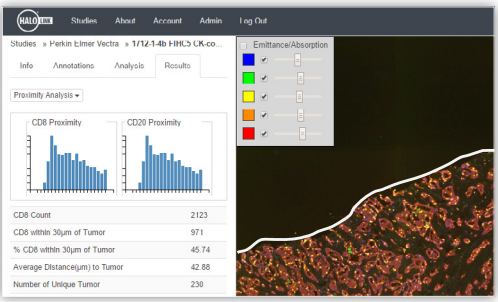 HALO LINK Studies About Account Admin Log Out
Studies » Perkin Elmer Vectra » 1712-1-4b FIHC5 CK-co...
Info Annotations Analysis Results
Proximity Analysis
CD8 Proximity CD20 Proximity
CD8 Count 2123
CD8 within 30µm of Tumor 971
% CD8 within 30µm of Tumor 45.74
Average Distance(µm) to Tumor 42.88
Number of Unique Tumor 230
Emittance/Absorption